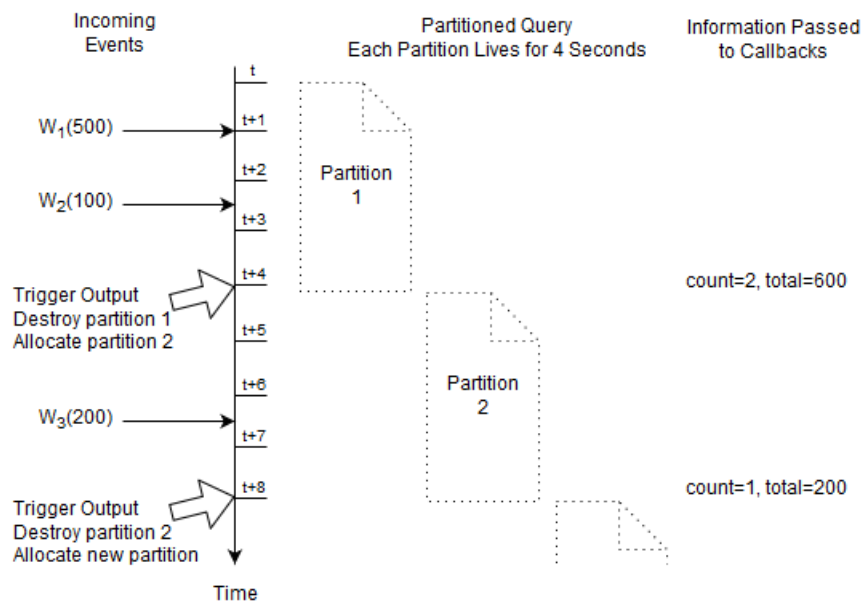 Incoming
Events
Partitioned Query
Each Partition Lives for 4 Seconds
Information Passed
to Callbacks
t
W1(500)
t+1
t+2
W2(100)
t+3
Partition
1
t+4
Trigger Output
Destroy partition 1
Allocate partition 2
count=2, total=600
t+5
t+6
W3(200)
t+7
Partition
2
t+8
Trigger Output
Destroy partition 2
Allocate new partition
count=1, total=200
Time